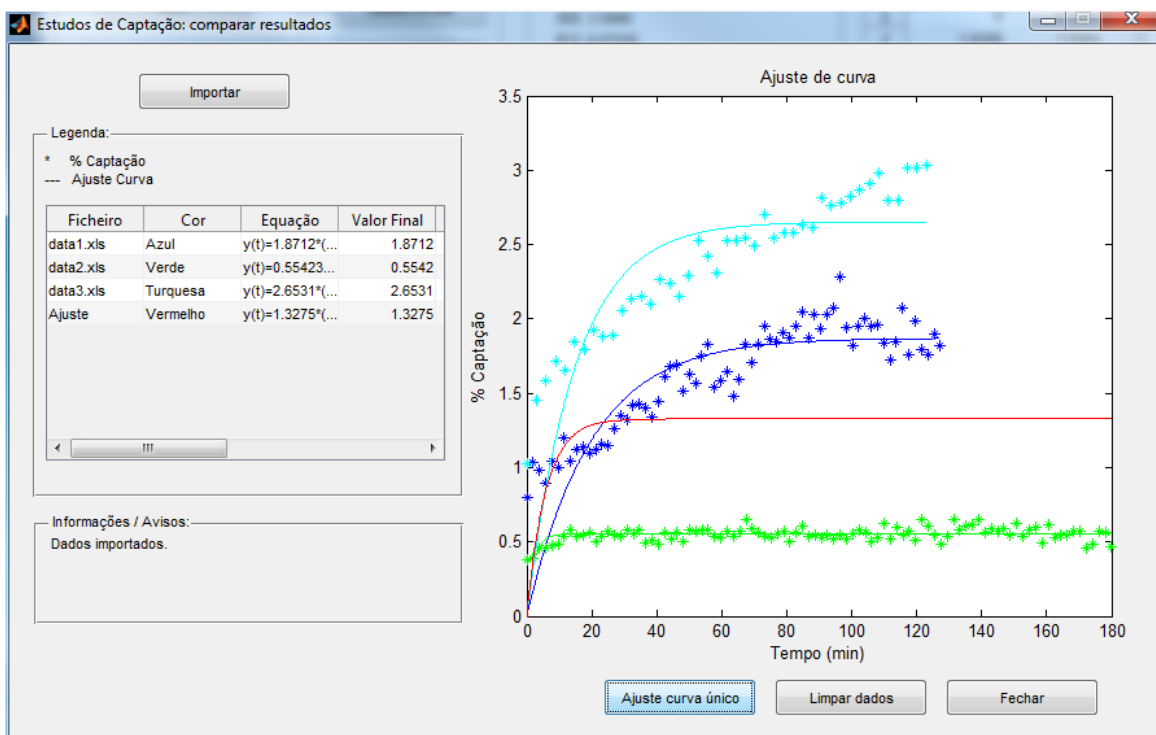 Estudos de Captação: comparar resultados
Importar
Legenda:
* % Captação
--- Ajuste Curva
Ficheiro Cor Equação Valor Final
data1.xls Azul y(t)=1.8712*(... 1.8712
data2.xls Verde y(t)=0.55423... 0.5542
data3.xls Turquesa y(t)=2.6531*(... 2.6531
Ajuste Vermelho y(t)=1.3275*(... 1.3275
Informações / Avisos:
Dados importados.
Ajuste de curva
3.5
3
2.5
2
1.5
1
0.5
0
% Captação
0 20 40 60 80 100 120 140 160 180
Tempo (min)
Ajuste curva único Limpar dados Fechar